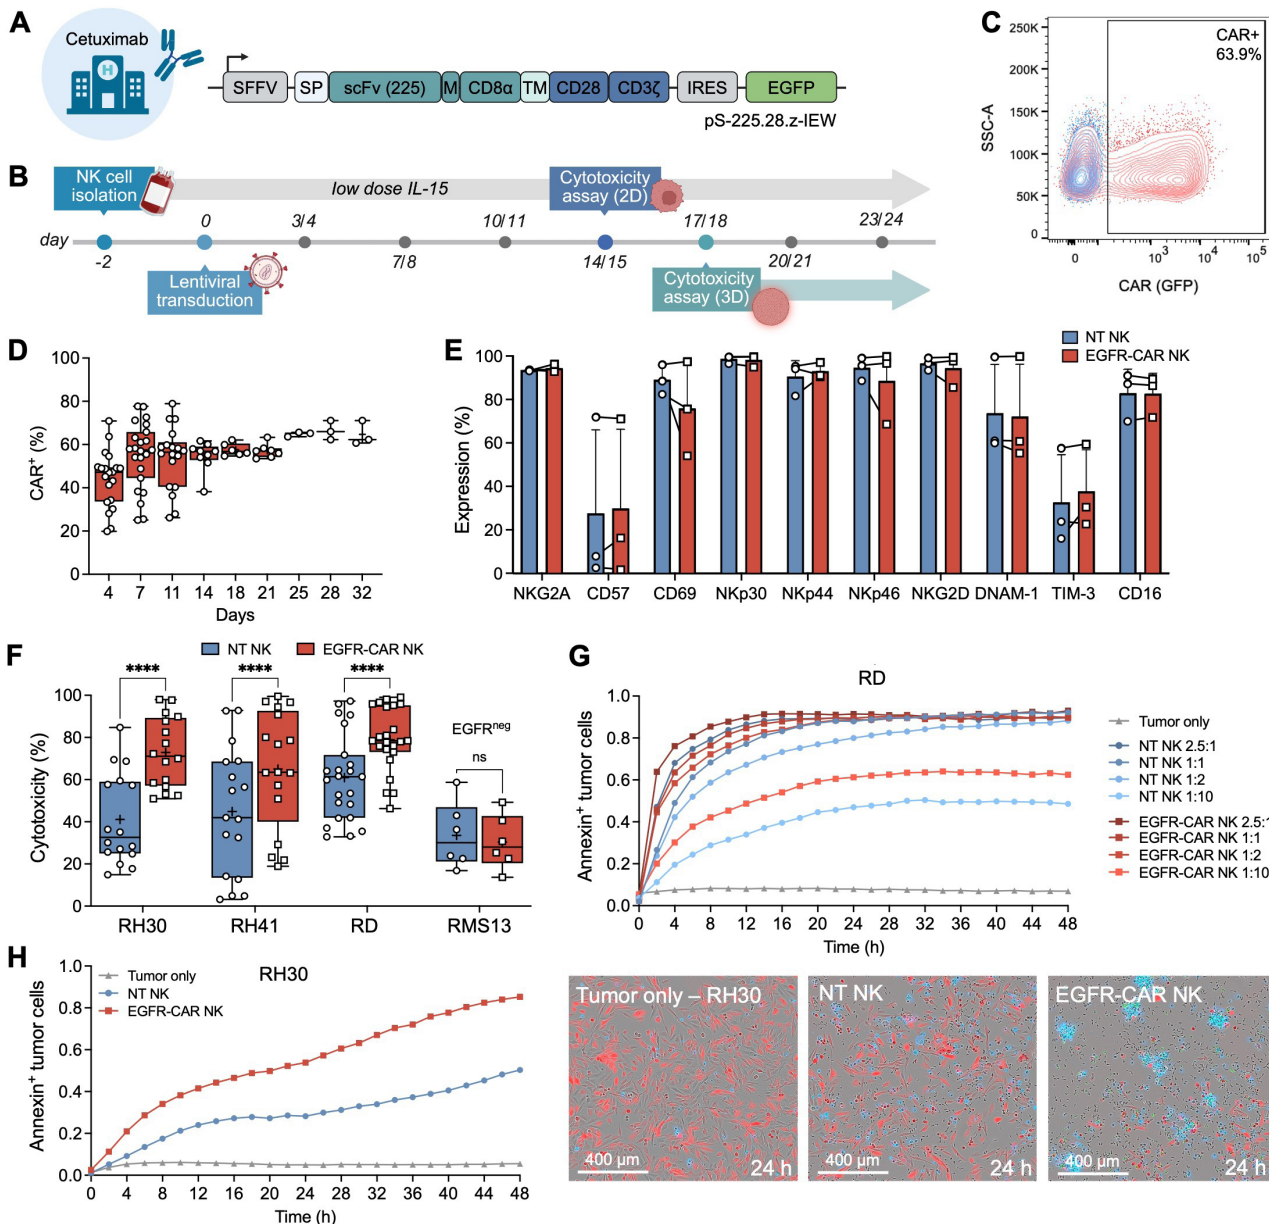 A
Cetuximab
H
SFFV SP scFv (225) M CD8α TM CD28 CD3ζ IRES EGFP
pS-225.28.z-IEW
B
NK cell
isolation
low dose IL-15
Cytotoxicity
assay (2D)
0 3/4 10/11 17/18 23/24
day
-2 7/8 14/15 20/21
Lentiviral
transduction
Cytotoxicity
assay (3D)
C
250K
200K
150K
100K
50K
0
SSC-A
CAR+
63.9%
0 10³ 10⁴ 10⁵
CAR (GFP)
D
100
80
60
40
20
0
CAR⁺ (%)
4 7 11 14 18 21 25 28 32
Days
E
NT NK
EGFR-CAR NK
100
80
60
40
20
0
Expression (%)
NKG2A CD57 CD69 NKp30 NKp44 NKp46 NKG2D DNAM-1 TIM-3 CD16
F
NT NK EGFR-CAR NK
**** **** ****
EGFRⁿᵉᵍ
ns
100
80
60
40
20
0
Cytotoxicity (%)
RH30 RH41 RD RMS13
G
RD
1.0
0.8
0.6
0.4
0.2
0.0
Annexin⁺ tumor cells
0 4 8 12 16 20 24 28 32 36 40 44 48
Time (h)
Tumor only
NT NK 2.5:1
NT NK 1:1
NT NK 1:2
NT NK 1:10
EGFR-CAR NK 2.5:1
EGFR-CAR NK 1:1
EGFR-CAR NK 1:2
EGFR-CAR NK 1:10
H
RH30
Tumor only
NT NK
EGFR-CAR NK
1.0
0.8
0.6
0.4
0.2
0.0
Annexin⁺ tumor cells
0 4 8 12 16 20 24 28 32 36 40 44 48
Time (h)
Tumor only – RH30
400 µm
24 h
NT NK
400 µm
24 h
EGFR-CAR NK
400 µm
24 h